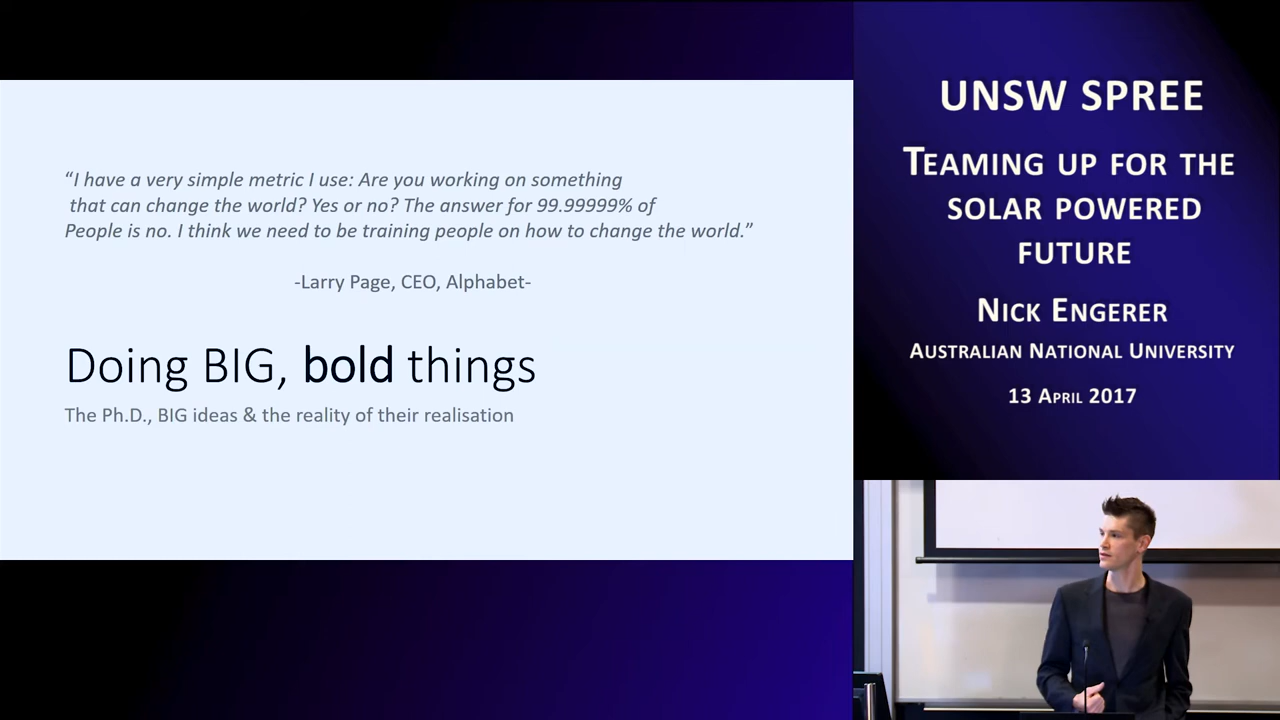 “I have a very simple metric I use: Are you working on something
that can change the world? Yes or no? The answer for 99.99999% of
People is no. I think we need to be training people on how to change the world.”
-Larry Page, CEO, Alphabet-
Doing BIG, bold things
The Ph.D., BIG ideas & the reality of their realisation
UNSW SPREE
TEAMING UP FOR THE
SOLAR POWERED
FUTURE
NICK ENGERER
AUSTRALIAN NATIONAL UNIVERSITY
13 APRIL 2017